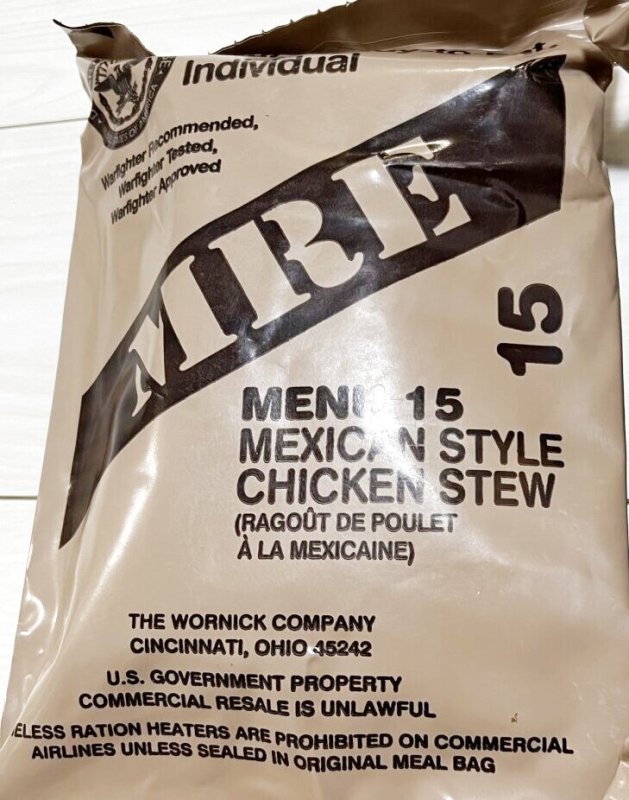 Individual
Warfighter Recommended,
Warfighter Tested,
Warfighter Approved
MRE
15
MENU 15
MEXICAN STYLE
CHICKEN STEW
(RAGOÛT DE POULET
À LA MEXICAINE)
THE WORNICK COMPANY
CINCINNATI, OHIO 45242
U.S. GOVERNMENT PROPERTY
COMMERCIAL RESALE IS UNLAWFUL
ELESS RATION HEATERS ARE PROHIBITED ON COMMERCIAL
AIRLINES UNLESS SEALED IN ORIGINAL MEAL BAG